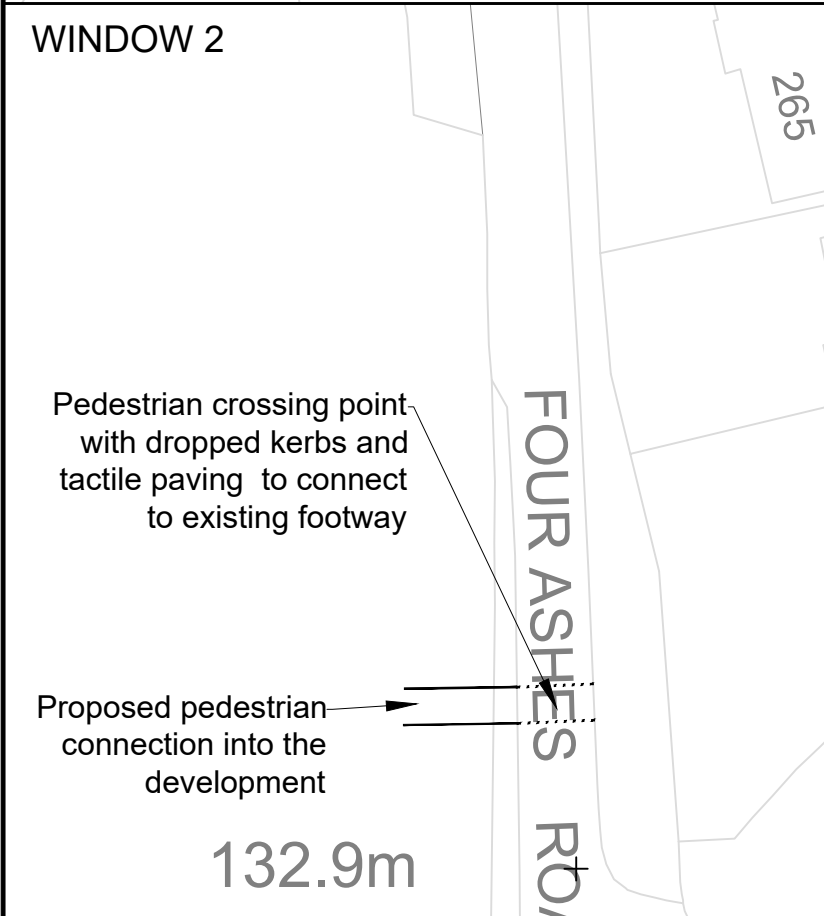 WINDOW 2
265
Pedestrian crossing point
with dropped kerbs and
tactile paving to connect
to existing footway
FOUR ASHES ROA
Proposed pedestrian
connection into the
development
132.9m